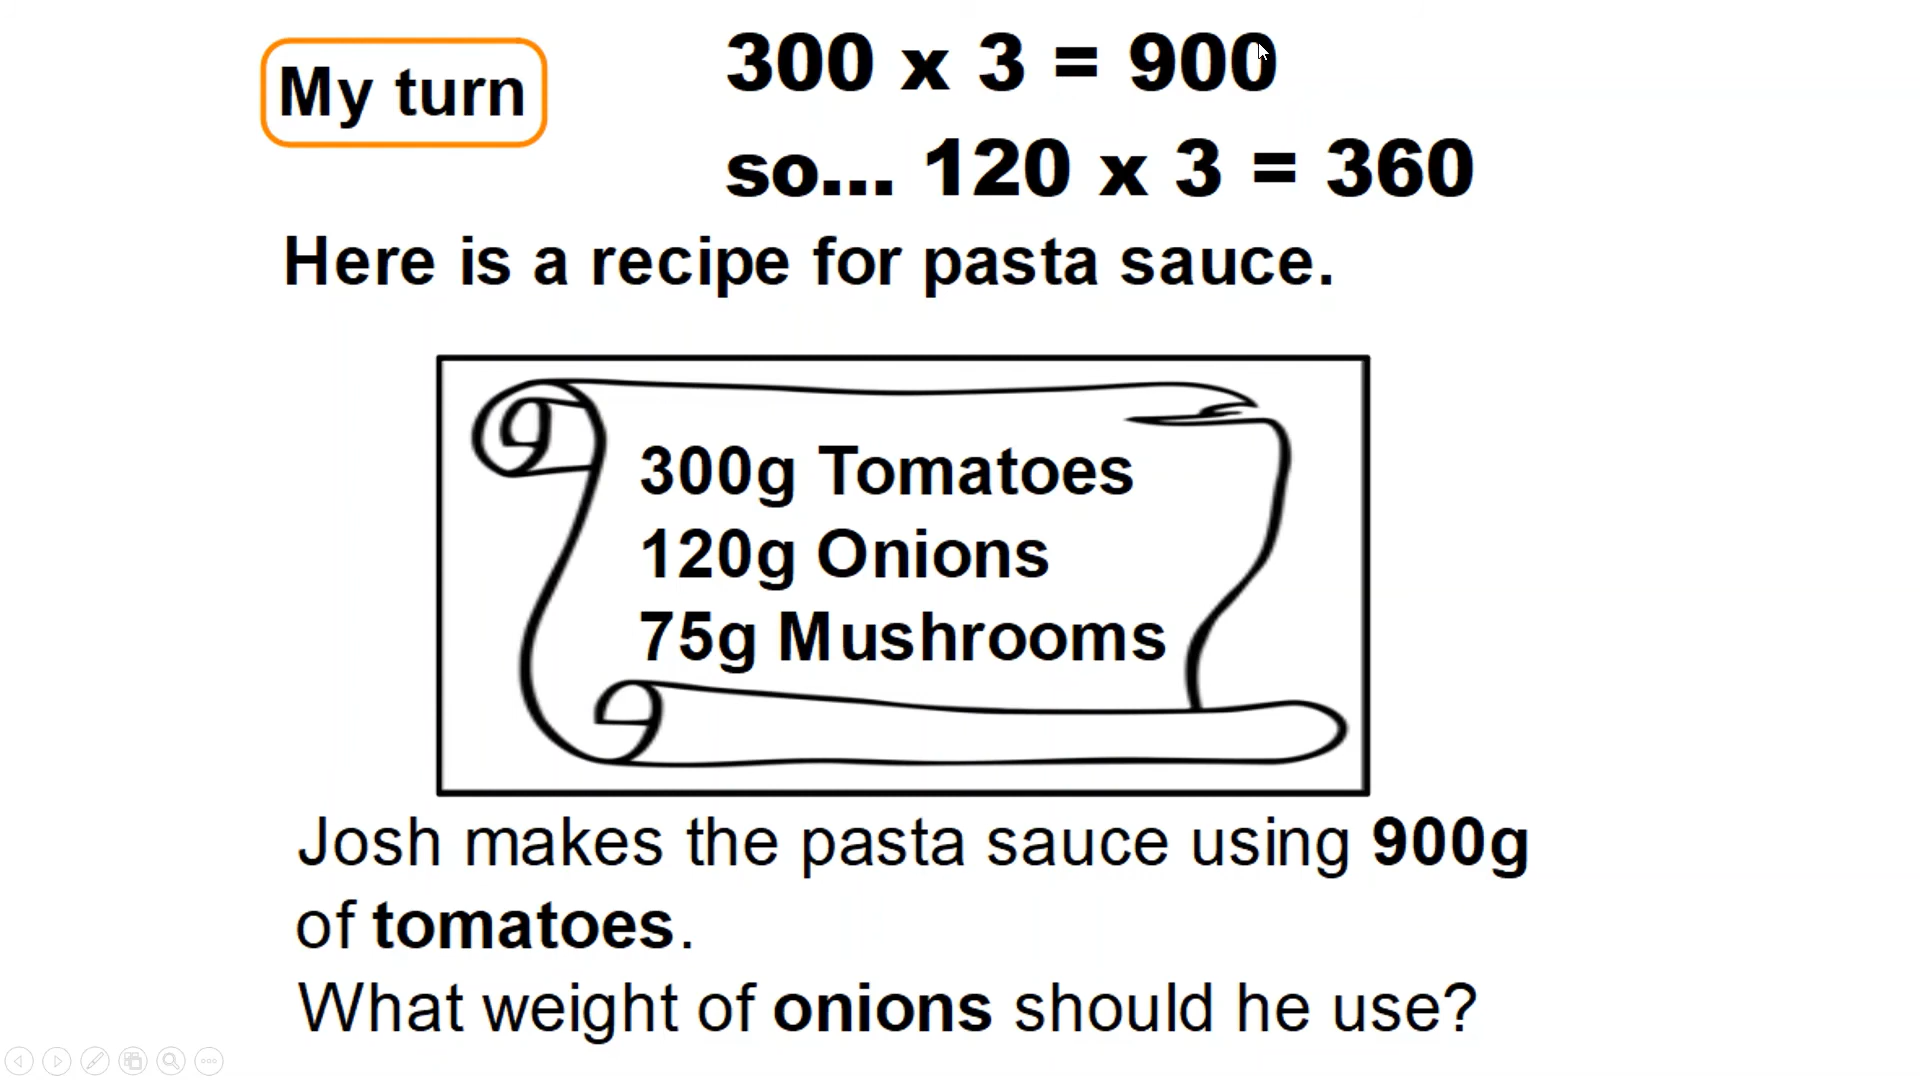 My turn
300 x 3 = 900
so... 120 x 3 = 360
Here is a recipe for pasta sauce.
300g Tomatoes
120g Onions
75g Mushrooms
Josh makes the pasta sauce using 900g
of tomatoes.
What weight of onions should he use?